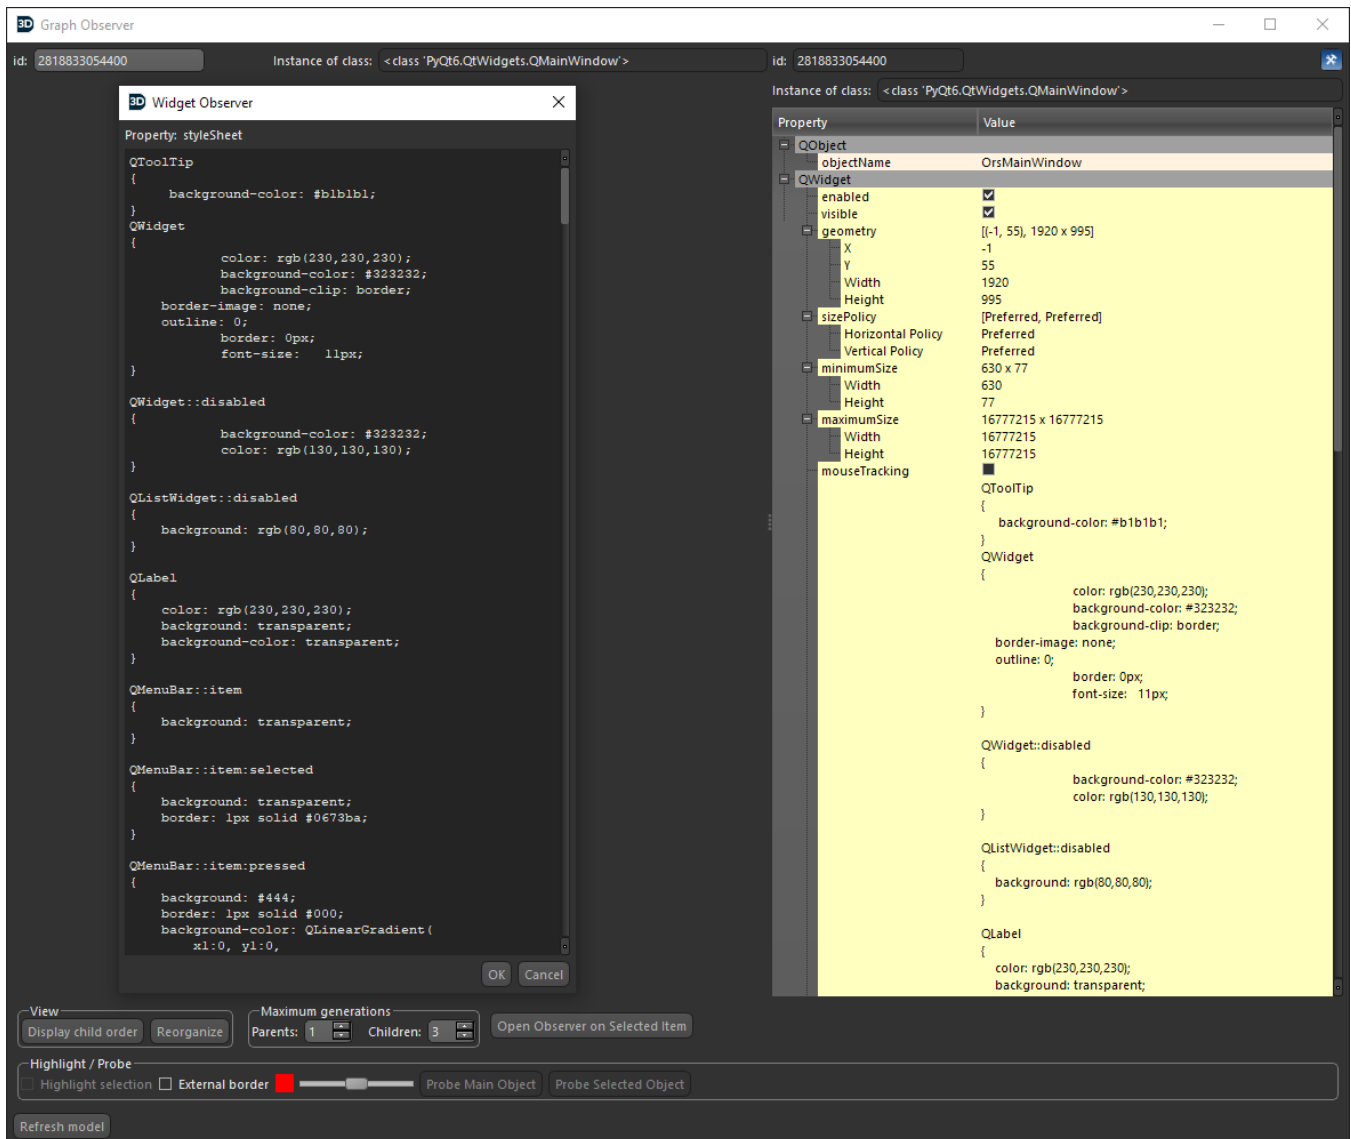 3D Graph Observer
id: 2818833054400 Instance of class: <class 'PyQt6.QtWidgets.QMainWindow'>
id: 2818833054400
Instance of class: <class 'PyQt6.QtWidgets.QMainWindow'>
3D Widget Observer
Property: styleSheet
QToolTip
{
background-color: #b1b1b1;
}
QWidget
{
color: rgb(230,230,230);
background-color: #323232;
background-clip: border;
border-image: none;
outline: 0;
border: 0px;
font-size: 11px;
}
QWidget::disabled
{
background-color: #323232;
color: rgb(130,130,130);
}
QListWidget::disabled
{
background: rgb(80,80,80);
}
QLabel
{
color: rgb(230,230,230);
background: transparent;
background-color: transparent;
}
QMenuBar::item
{
background: transparent;
}
QMenuBar::item:selected
{
background: transparent;
border: 1px solid #0673ba;
}
QMenuBar::item:pressed
{
background: #444;
border: 1px solid #000;
background-color: QLinearGradient(
x1:0, y1:0,
OK Cancel
Property Value
QObject
objectName OrsMainWindow
QWidget
enabled
visible
geometry [(-1, 55), 1920 x 995]
X -1
Y 55
Width 1920
Height 995
sizePolicy [Preferred, Preferred]
Horizontal Policy Preferred
Vertical Policy Preferred
minimumSize 630 x 77
Width 630
Height 77
maximumSize 16777215 x 16777215
Width 16777215
Height 16777215
mouseTracking
QToolTip
{
background-color: #b1b1b1;
}
QWidget
{
color: rgb(230,230,230);
background-color: #323232;
background-clip: border;
border-image: none;
outline: 0;
border: 0px;
font-size: 11px;
}
QWidget::disabled
{
background-color: #323232;
color: rgb(130,130,130);
}
QListWidget::disabled
{
background: rgb(80,80,80);
}
QLabel
{
color: rgb(230,230,230);
background: transparent;
View
Display child order Reorganize
Maximum generations
Parents: 1 Children: 3
Open Observer on Selected Item
Highlight / Probe
Highlight selection External border Probe Main Object Probe Selected Object
Refresh model